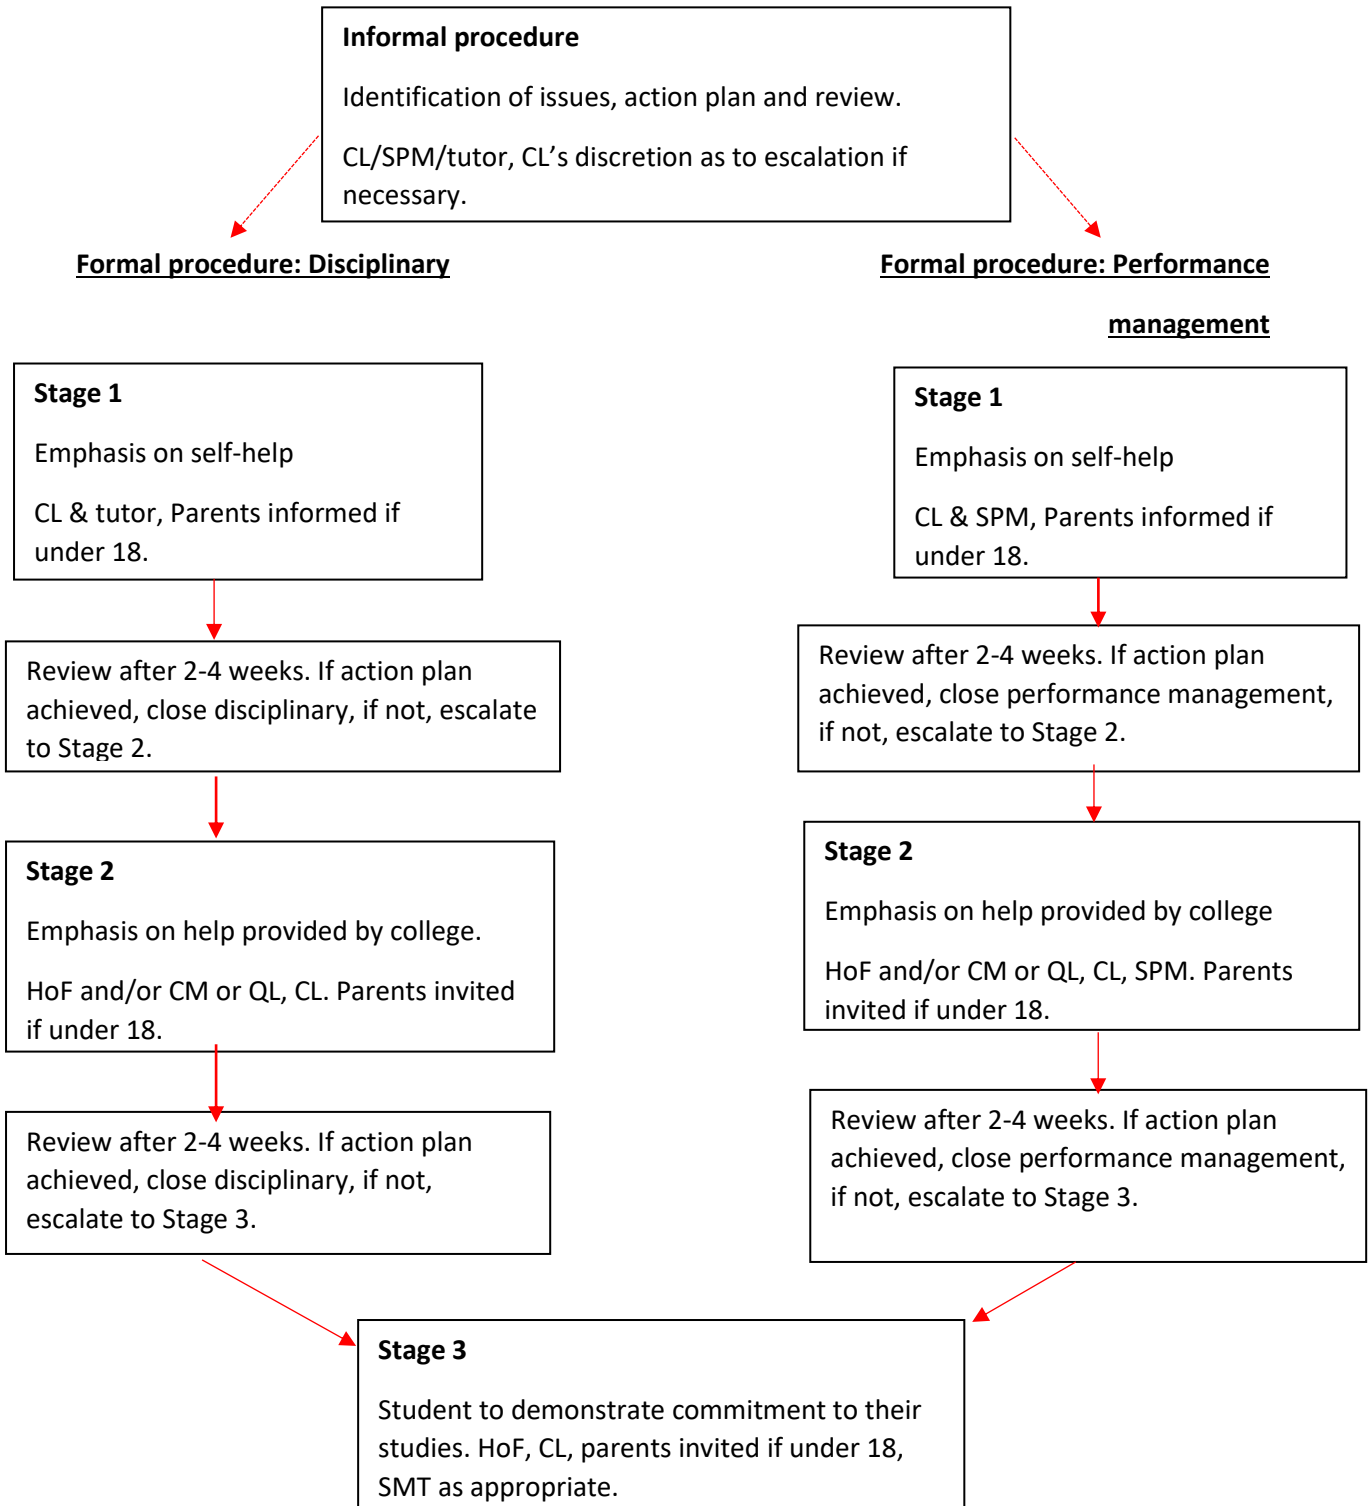 Informal procedure
Identification of issues, action plan and review.
CL/SPM/tutor, CL’s discretion as to escalation if
necessary.
Formal procedure: Disciplinary
Formal procedure: Performance
management
Stage 1
Emphasis on self-help
CL & tutor, Parents informed if
under 18.
Stage 1
Emphasis on self-help
CL & SPM, Parents informed if
under 18.
Review after 2-4 weeks. If action plan
achieved, close disciplinary, if not, escalate
to Stage 2.
Review after 2-4 weeks. If action plan
achieved, close performance management,
if not, escalate to Stage 2.
Stage 2
Emphasis on help provided by college.
HoF and/or CM or QL, CL. Parents invited
if under 18.
Stage 2
Emphasis on help provided by college
HoF and/or CM or QL, CL, SPM. Parents
invited if under 18.
Review after 2-4 weeks. If action plan
achieved, close disciplinary, if not,
escalate to Stage 3.
Review after 2-4 weeks. If action plan
achieved, close performance management,
if not, escalate to Stage 3.
Stage 3
Student to demonstrate commitment to their
studies. HoF, CL, parents invited if under 18,
SMT as appropriate.